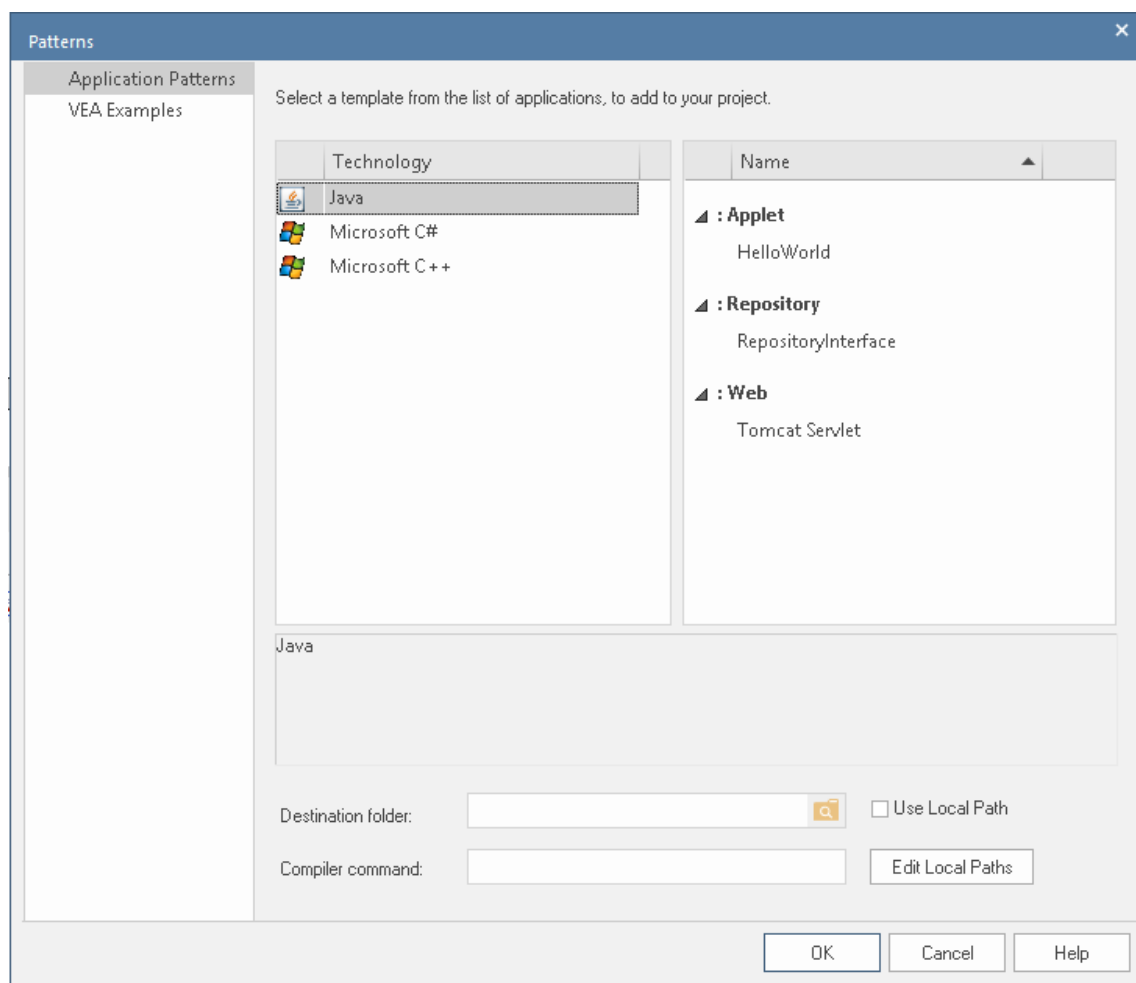 Patterns
Application Patterns
VEA Examples
Select a template from the list of applications, to add to your project.
Technology
Java
Microsoft C#
Microsoft C++
Name
: Applet
HelloWorld
: Repository
RepositoryInterface
: Web
Tomcat Servlet
Java
Destination folder:
Use Local Path
Compiler command:
Edit Local Paths
OK
Cancel
Help